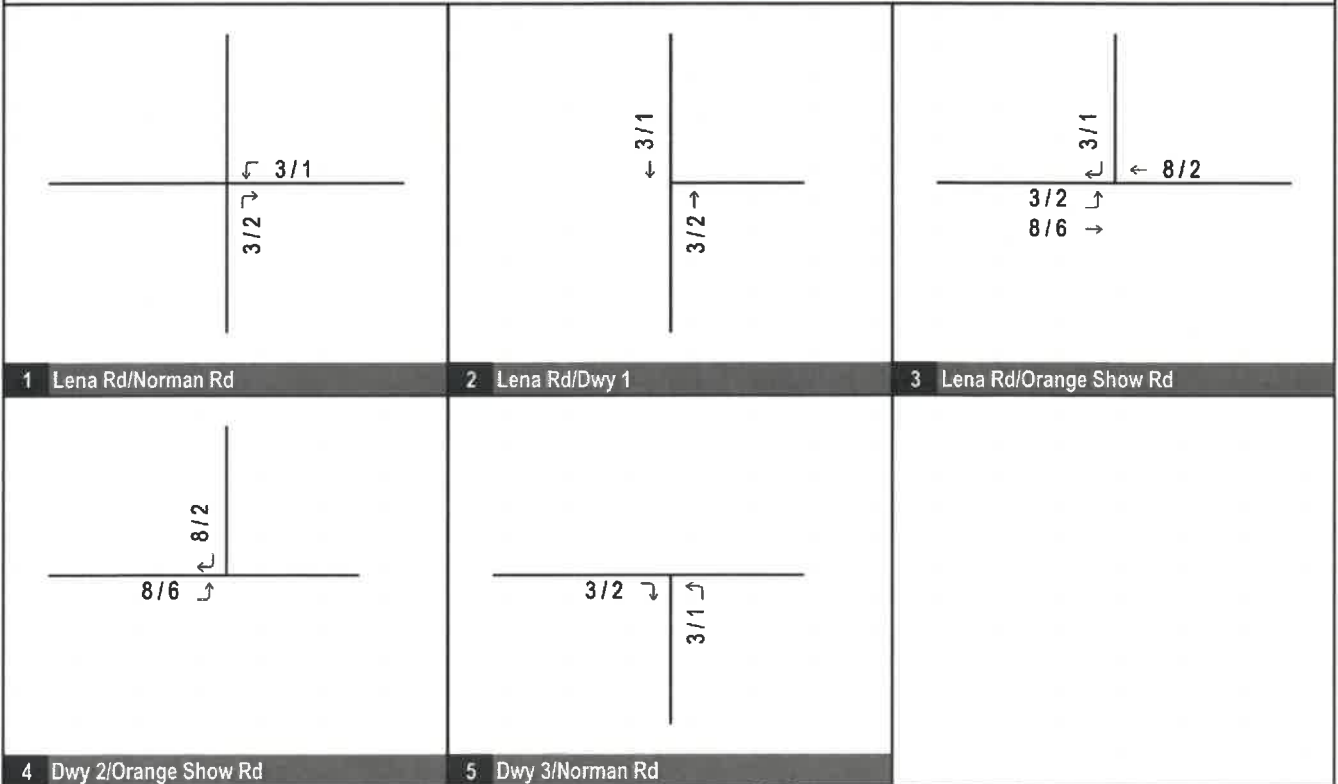 3 / 1
3 / 2
1 Lena Rd/Norman Rd
3 / 1
3 / 2
2 Lena Rd/Dwy 1
3 / 1
8 / 2
3 / 2
8 / 6
3 Lena Rd/Orange Show Rd
8 / 2
8 / 6
4 Dwy 2/Orange Show Rd
3 / 2
3 / 1
5 Dwy 3/Norman Rd